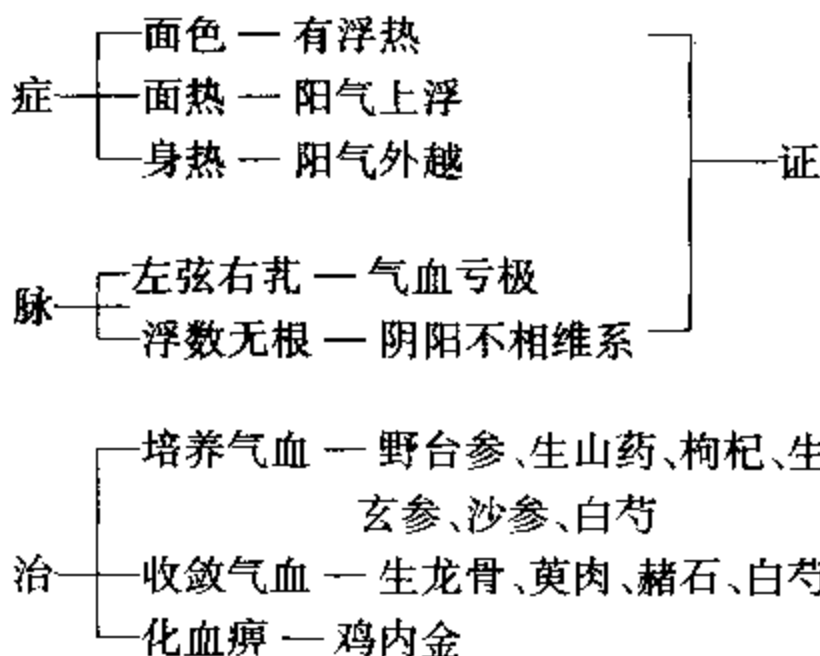 面色 — 有浮热
症 面热 — 阳气上浮
身热 — 阳气外越
证
左弦右芤 — 气血亏极
脉
浮数无根 — 阴阳不相维系
培养气血 — 野台参、生山药、枸杞、生
玄参、沙参、白芍
治 收敛气血 — 生龙骨、萸肉、赭石、白芍
化血痹 — 鸡内金